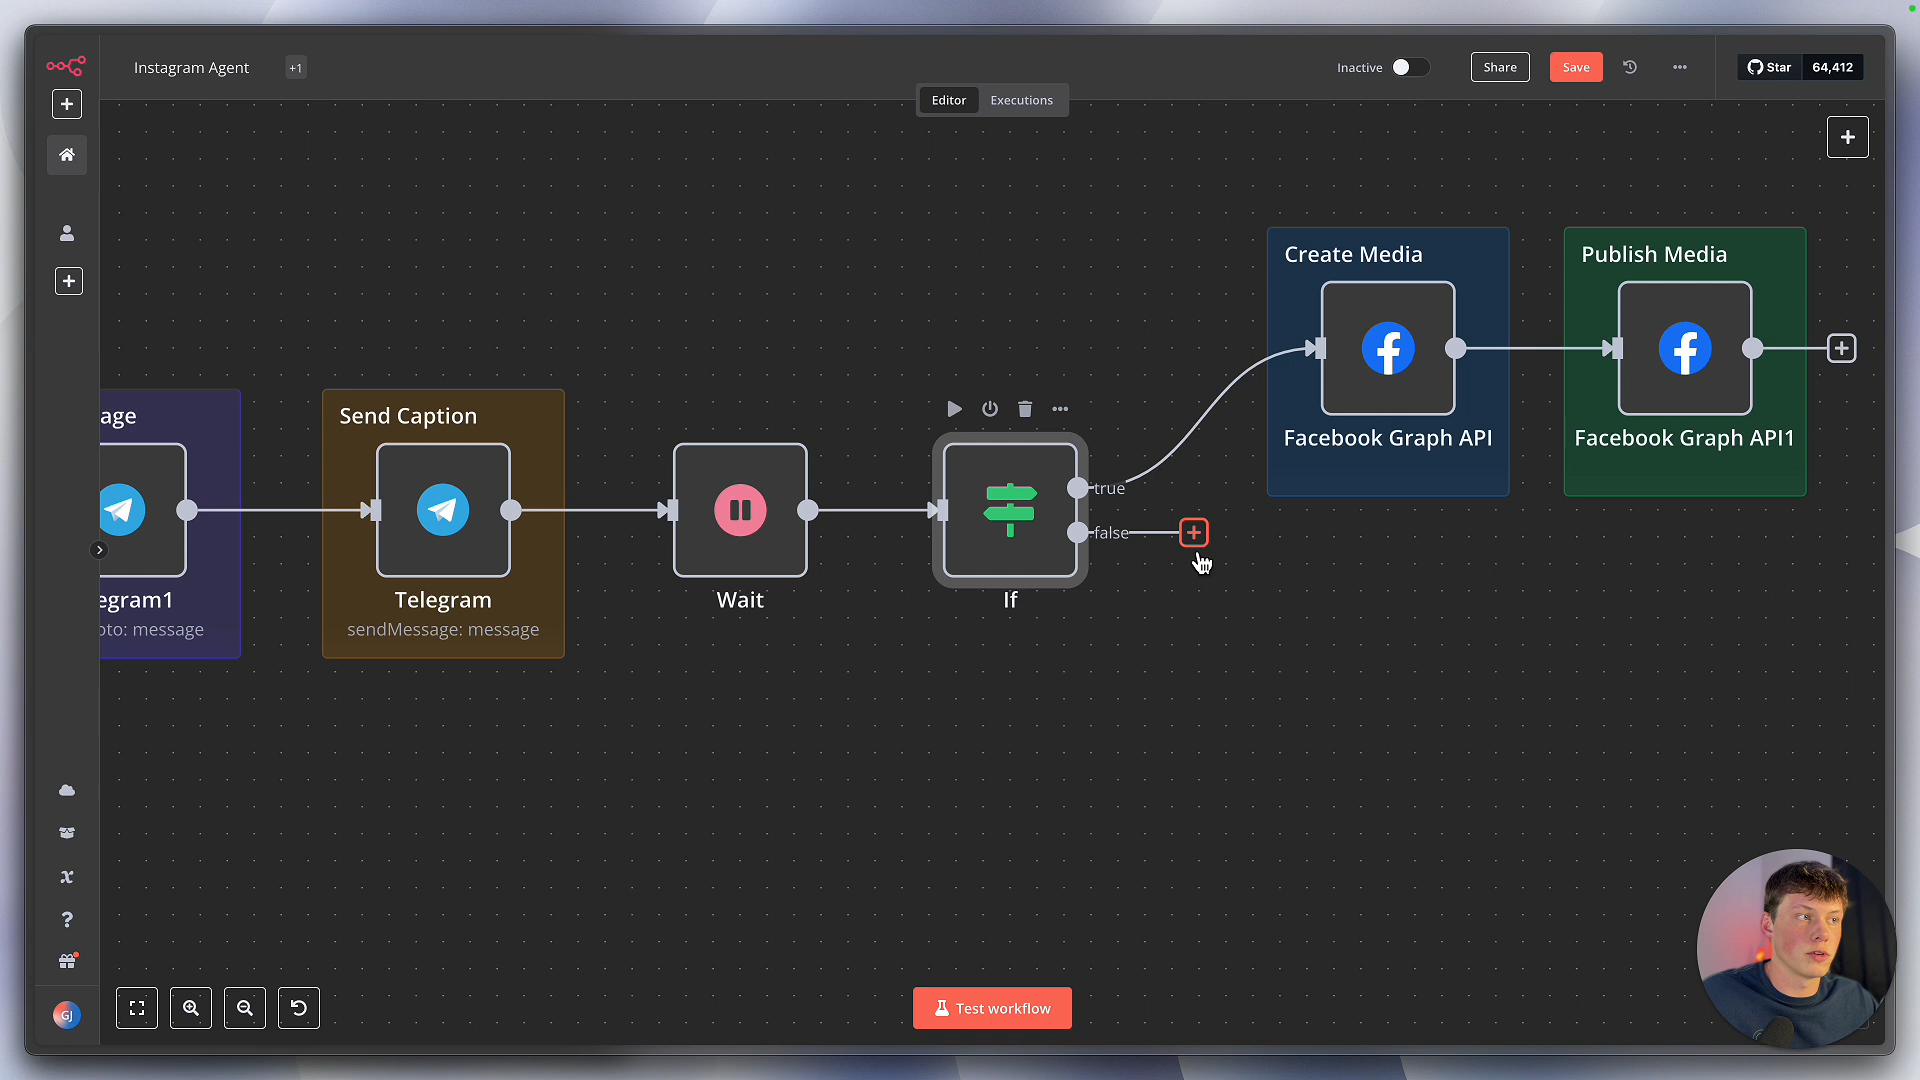 Instagram Agent
+1
Inactive
Share
Save
Star
64,412
Editor
Executions
Create Media
Publish Media
Facebook Graph API
Facebook Graph API1
age
Send Caption
true
false
egram1
Telegram
Wait
If
oto: message
sendMessage: message
GJ
Test workflow